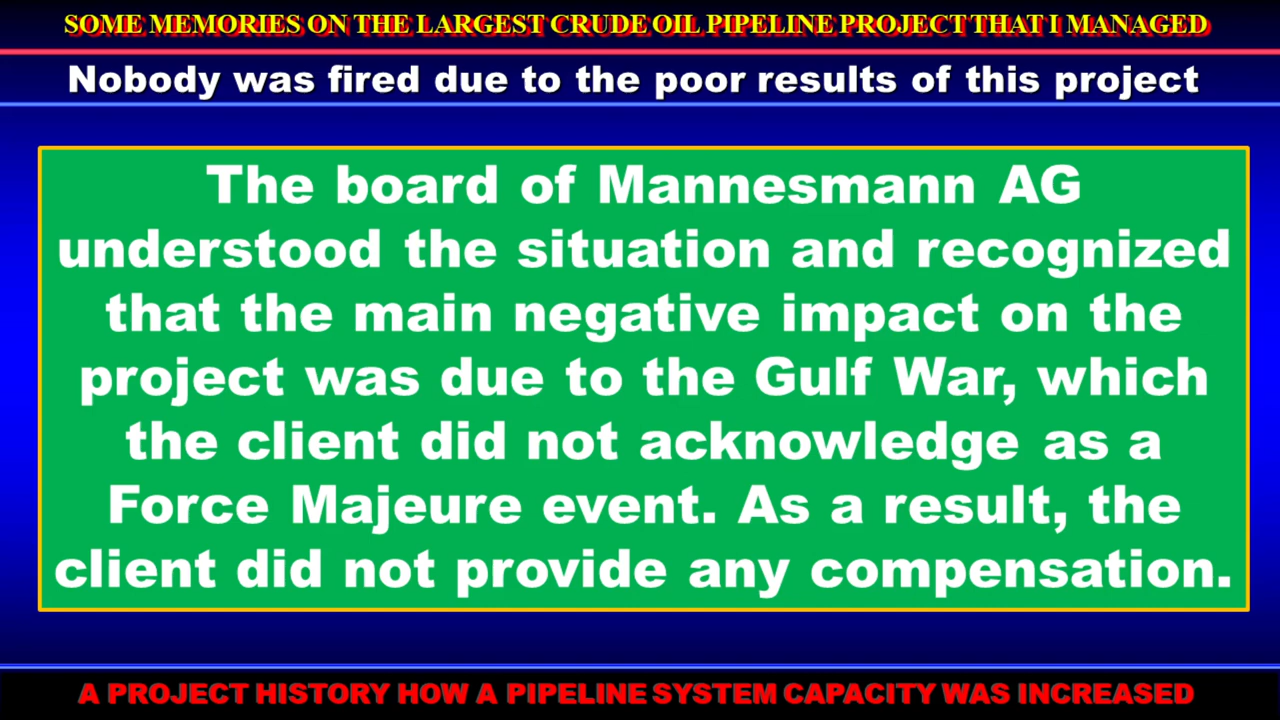 SOME MEMORIES ON THE LARGEST CRUDE OIL PIPELINE PROJECT THAT I MANAGED
Nobody was fired due to the poor results of this project
The board of Mannesmann AG
understood the situation and recognized
that the main negative impact on the
project was due to the Gulf War, which
the client did not acknowledge as a
Force Majeure event. As a result, the
client did not provide any compensation.
A PROJECT HISTORY HOW A PIPELINE SYSTEM CAPACITY WAS INCREASED